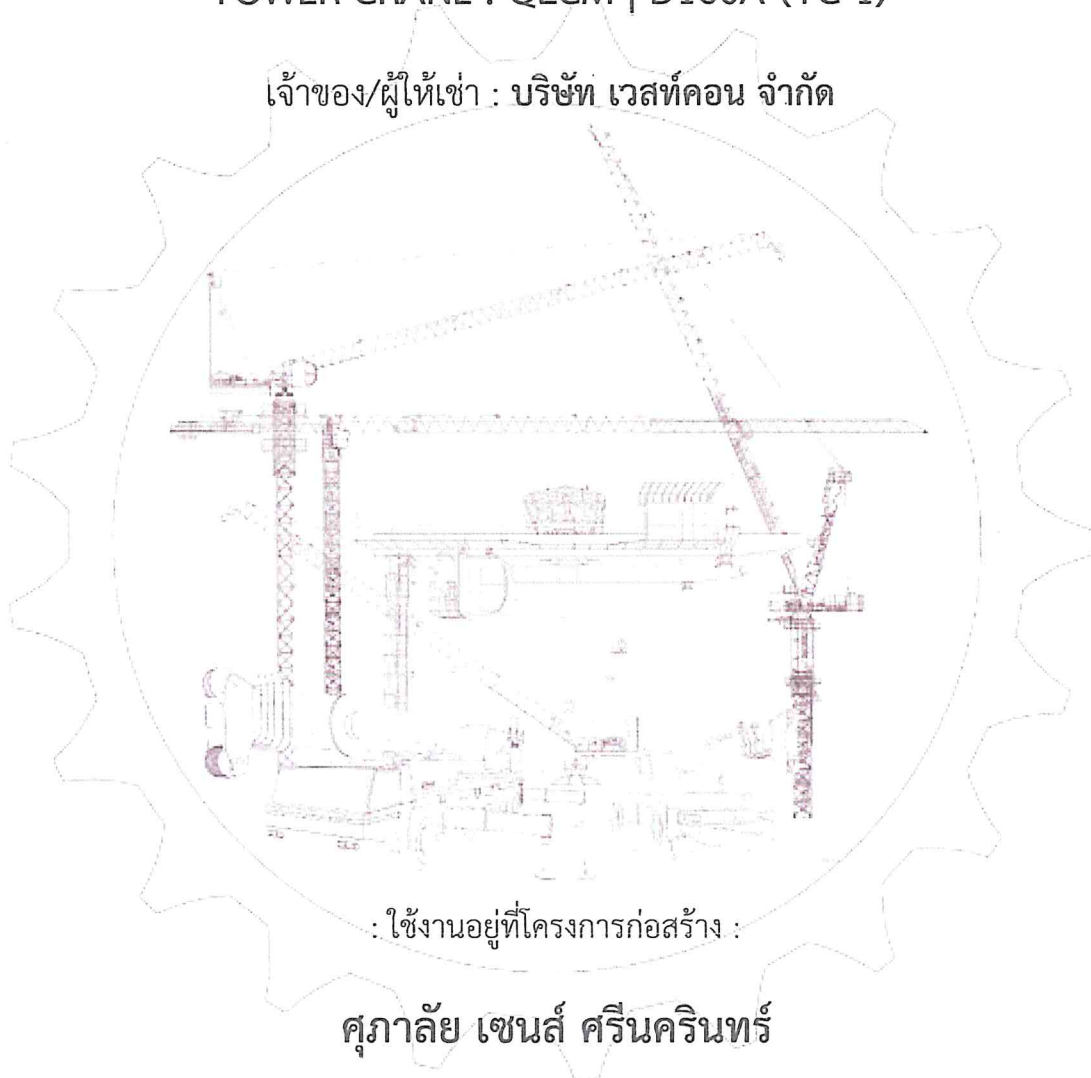 เจ้าของ/ผู้ให้เช่า : บริษัท เวสท์คอน จำกัด
: ใช้งานอยู่ที่โครงการก่อสร้าง :
ศุภาลัย เซนส์ ศรีนครินทร์